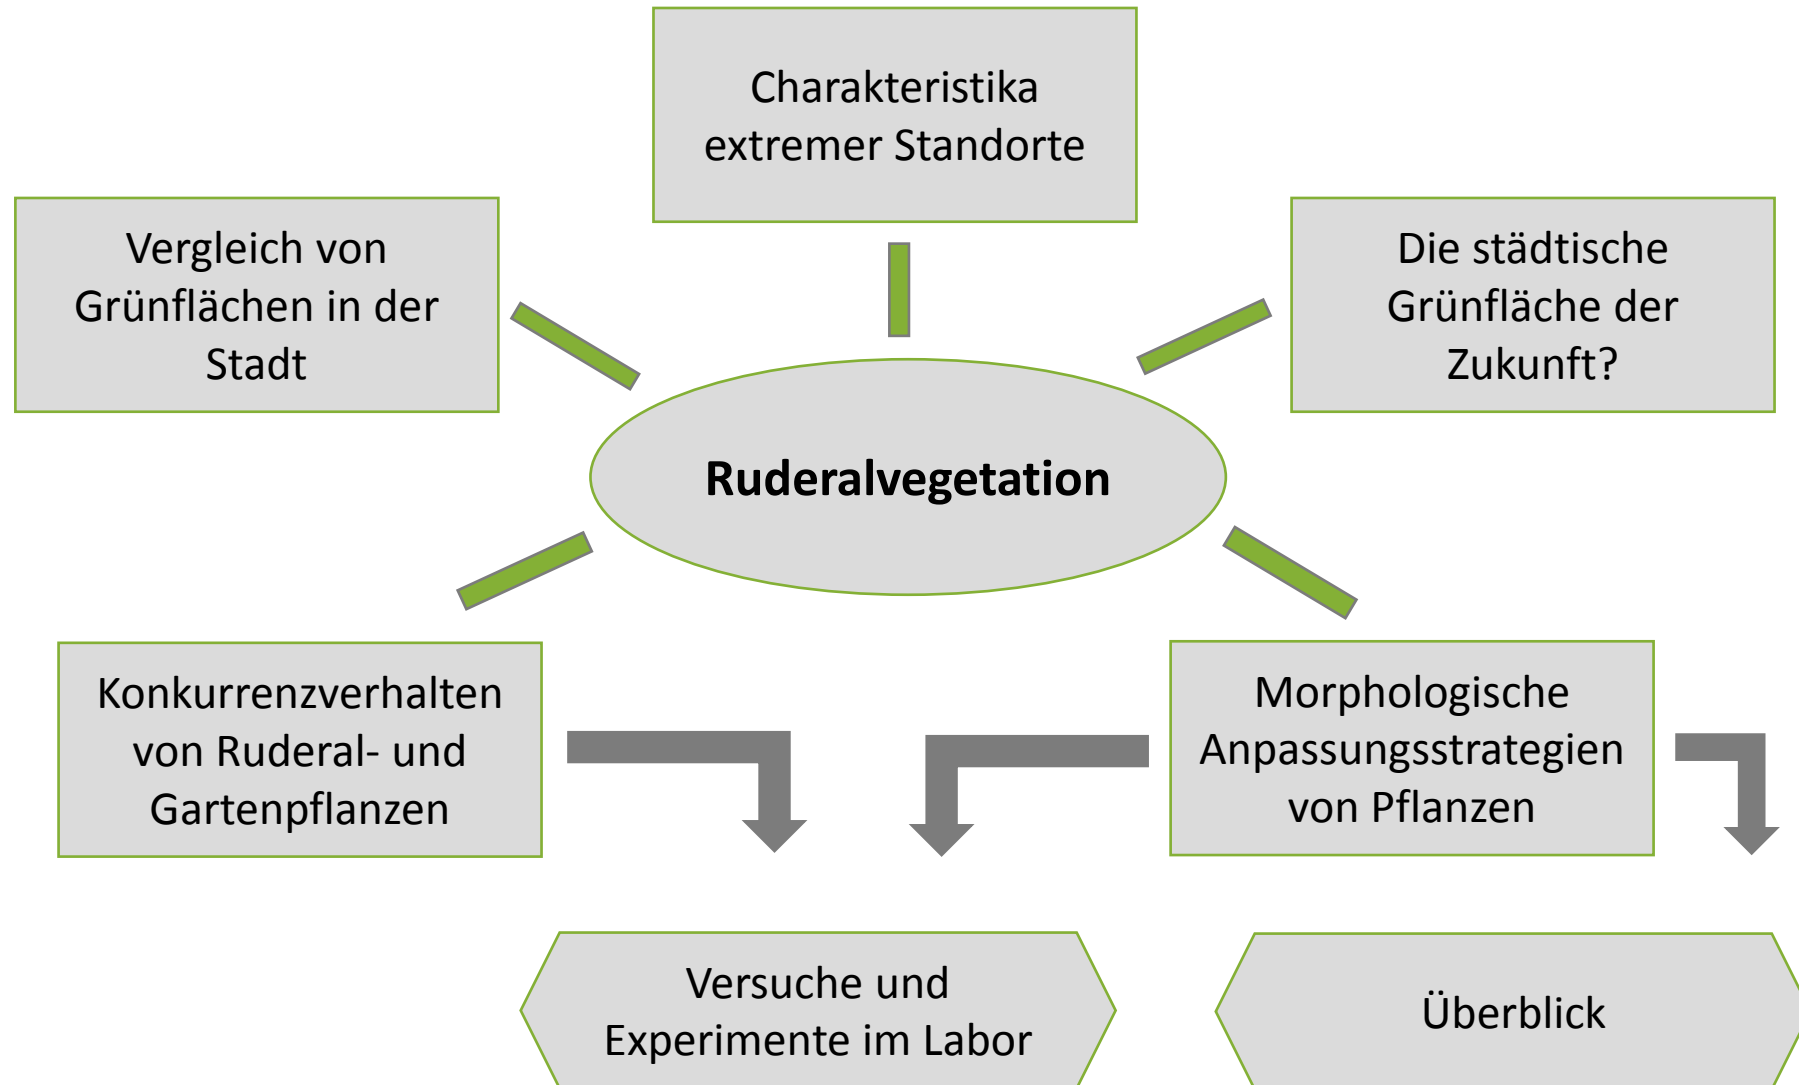 Charakteristika
extremer Standorte
Vergleich von
Grünflächen in der
Stadt
Die städtische
Grünfläche der
Zukunft?
Ruderalvegetation
Konkurrenzverhalten
von Ruderal- und
Gartenpflanzen
Morphologische
Anpassungsstrategien
von Pflanzen
Versuche und
Experimente im Labor
Überblick